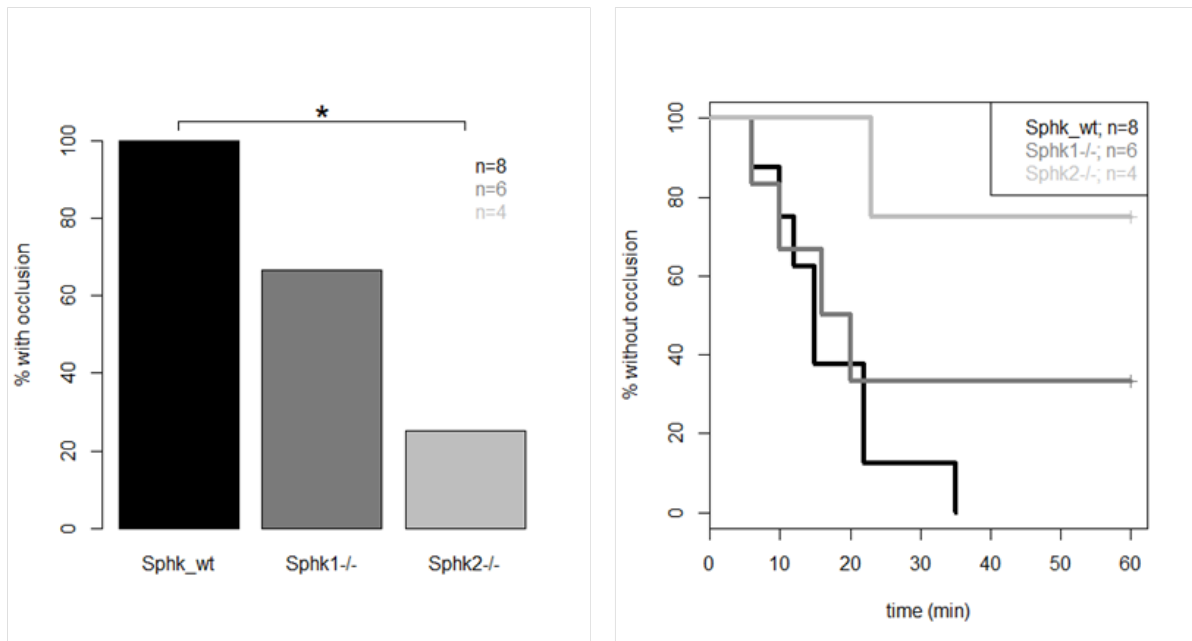 *
n=8
n=6
n=4
% with occlusion
100
80
60
40
20
0
Sphk_wt Sphk1-/- Sphk2-/-
Sphk_wt; n=8
Sphk1-/-; n=6
Sphk2-/-; n=4
% without occlusion
100
80
60
40
20
0
0 10 20 30 40 50 60
time (min)